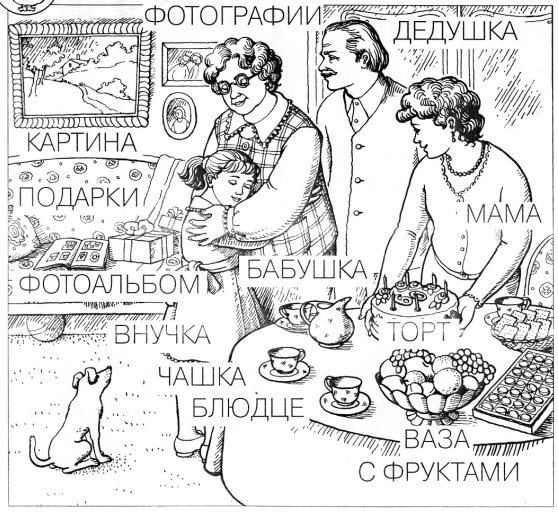 ФОТОГРАФИИ
ДЕДУШКА
КАРТИНА
ПОДАРКИ
МАМА
БАБУШКА
ФОТОАЛЬБОМ
ВНУЧКА
ТОРТ
ЧАШКА
БЛЮДЦЕ
ВАЗА
С ФРУКТАМИ